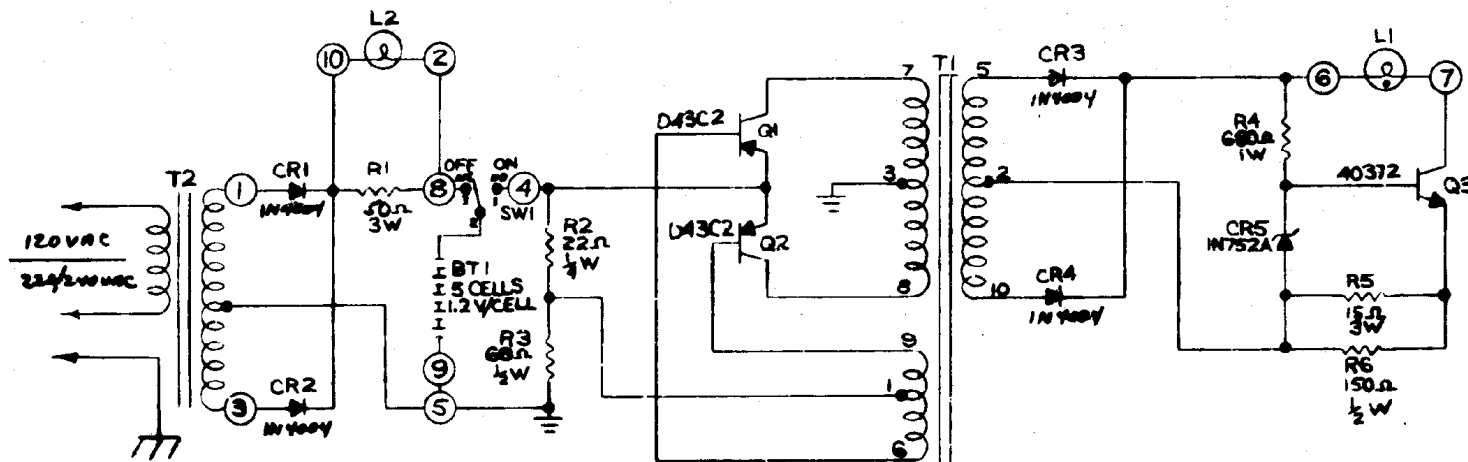 L2
10
2
T2
1
CR1
1N4004
R1
50Ω
3W
8
OFF
ON
4
SW1
120VAC
R2
22Ω
½W
BT1
5 CELLS
1.2V/CELL
R3
68Ω
½W
9
5
3
CR2
1N4004
D43C2
Q1
D43C2
Q2
7
3
8
9
1
6
T1
5
2
10
CR3
1N4004
CR4
1N4004
6
L1
7
R4
680Ω
1W
40372
Q3
CR5
1N752A
R5
15Ω
3W
R6
150Ω
½W